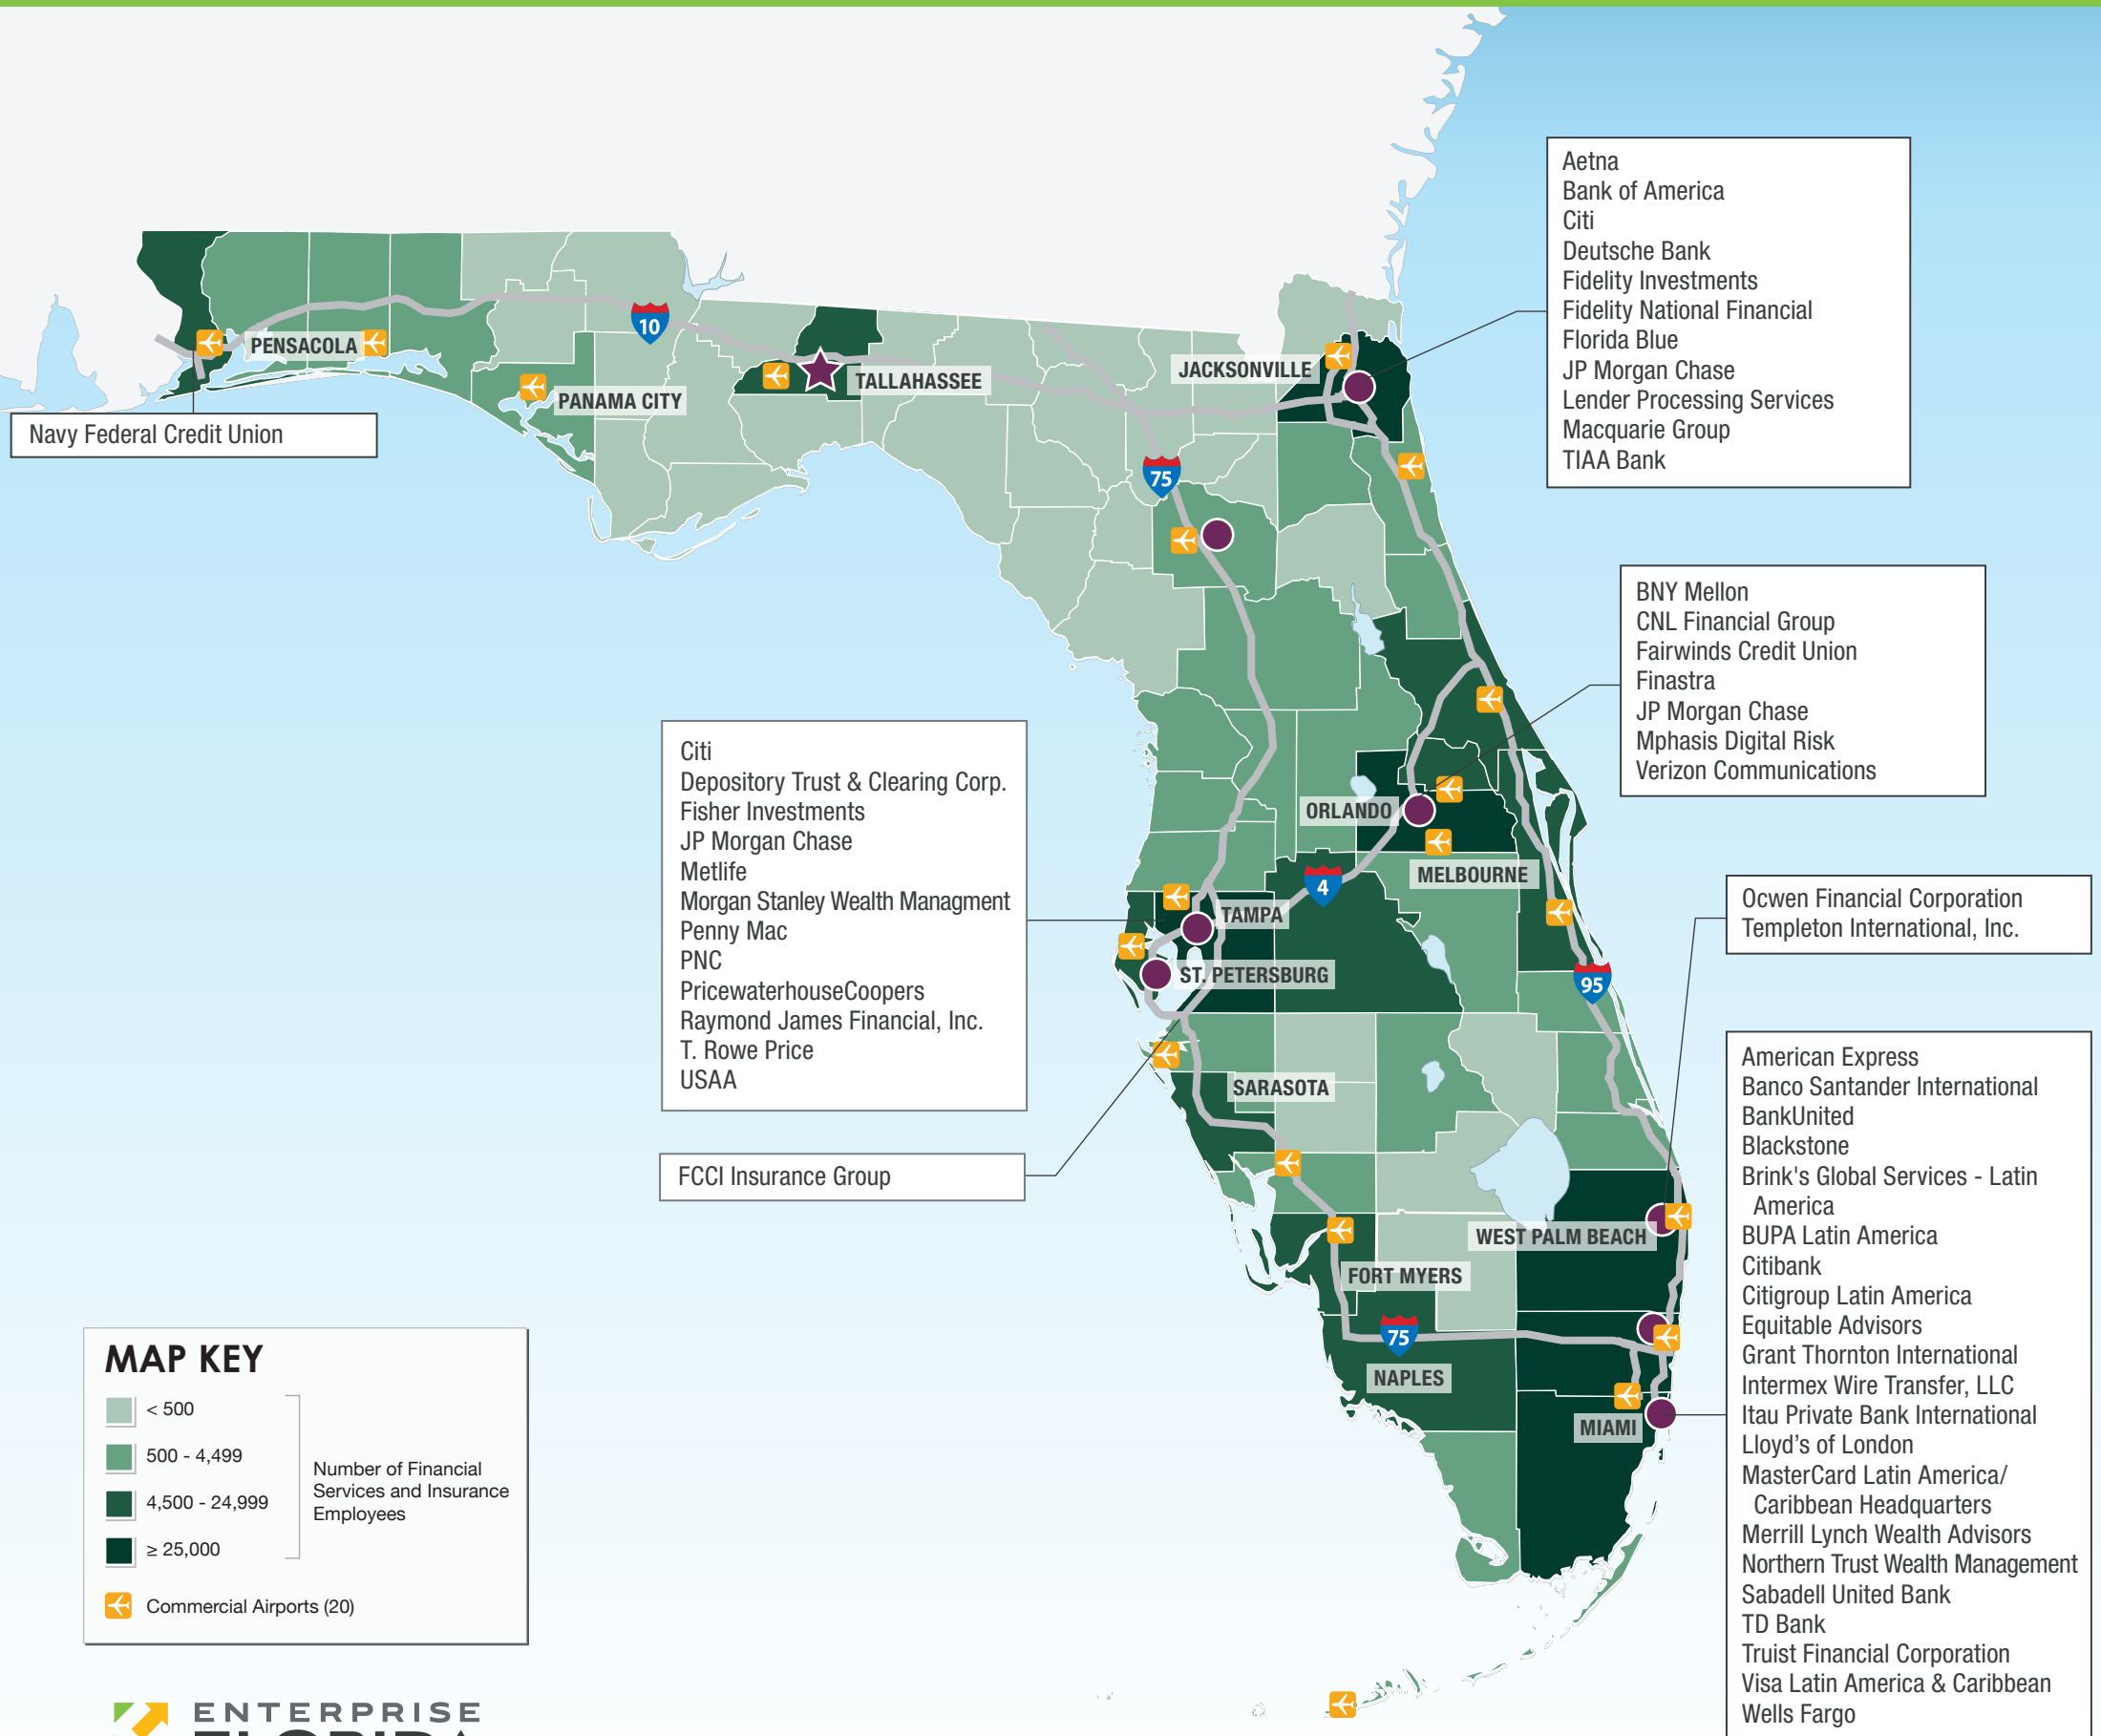 Aetna
Bank of America
Citi
Deutsche Bank
Fidelity Investments
Fidelity National Financial
Florida Blue
JP Morgan Chase
Lender Processing Services
Macquarie Group
TIAA Bank
10
PENSACOLA
TALLAHASSEE
JACKSONVILLE
PANAMA CITY
Navy Federal Credit Union
75
BNY Mellon
CNL Financial Group
Fairwinds Credit Union
Finastra
JP Morgan Chase
Mphasis Digital Risk
Verizon Communications
Citi
Depository Trust & Clearing Corp.
Fisher Investments
JP Morgan Chase
Metlife
Morgan Stanley Wealth Managment
Penny Mac
PNC
PricewaterhouseCoopers
Raymond James Financial, Inc.
T. Rowe Price
USAA
ORLANDO
MELBOURNE
4
TAMPA
ST. PETERSBURG
95
Ocwen Financial Corporation
Templeton International, Inc.
SARASOTA
FCCI Insurance Group
WEST PALM BEACH
FORT MYERS
75
NAPLES
MIAMI
American Express
Banco Santander International
BankUnited
Blackstone
Brink's Global Services - Latin
America
BUPA Latin America
Citibank
Citigroup Latin America
Equitable Advisors
Grant Thornton International
Intermex Wire Transfer, LLC
Itau Private Bank International
Lloyd's of London
MasterCard Latin America/
Caribbean Headquarters
Merrill Lynch Wealth Advisors
Northern Trust Wealth Management
Sabadell United Bank
TD Bank
Truist Financial Corporation
Visa Latin America & Caribbean
Wells Fargo
MAP KEY
< 500
500 - 4,499
4,500 - 24,999
≥ 25,000
Number of Financial
Services and Insurance
Employees
Commercial Airports (20)
ENTERPRISE
FLORIDA